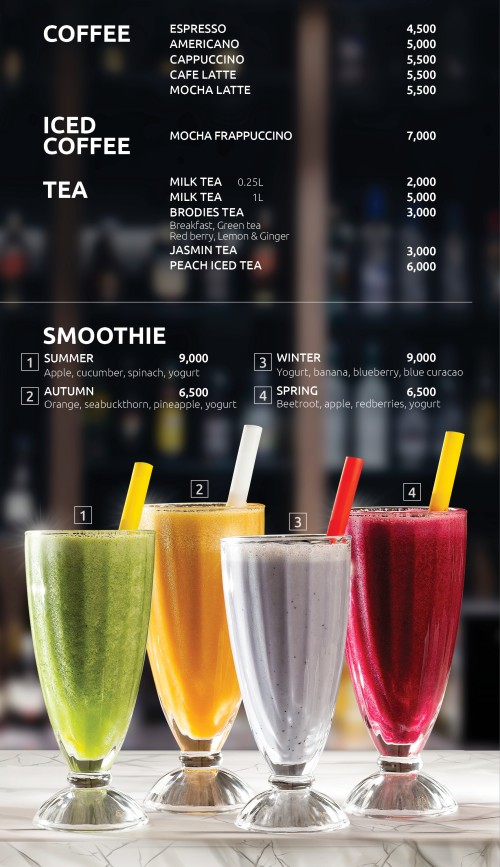 COFFEE
ESPRESSO 4,500
AMERICANO 5,000
CAPPUCCINO 5,500
CAFE LATTE 5,500
MOCHA LATTE 5,500
ICED
COFFEE
MOCHA FRAPPUCCINO 7,000
TEA
MILK TEA 0.25L 2,000
MILK TEA 1L 5,000
BRODIES TEA 3,000
Breakfast, Green tea
Red berry, Lemon & Ginger
JASMIN TEA 3,000
PEACH ICED TEA 6,000
SMOOTHIE
1 SUMMER 9,000
Apple, cucumber, spinach, yogurt
2 AUTUMN 6,500
Orange, seabuckthorn, pineapple, yogurt
3 WINTER 9,000
Yogurt, banana, blueberry, blue curacao
4 SPRING 6,500
Beetroot, apple, redberries, yogurt
1
2
3
4